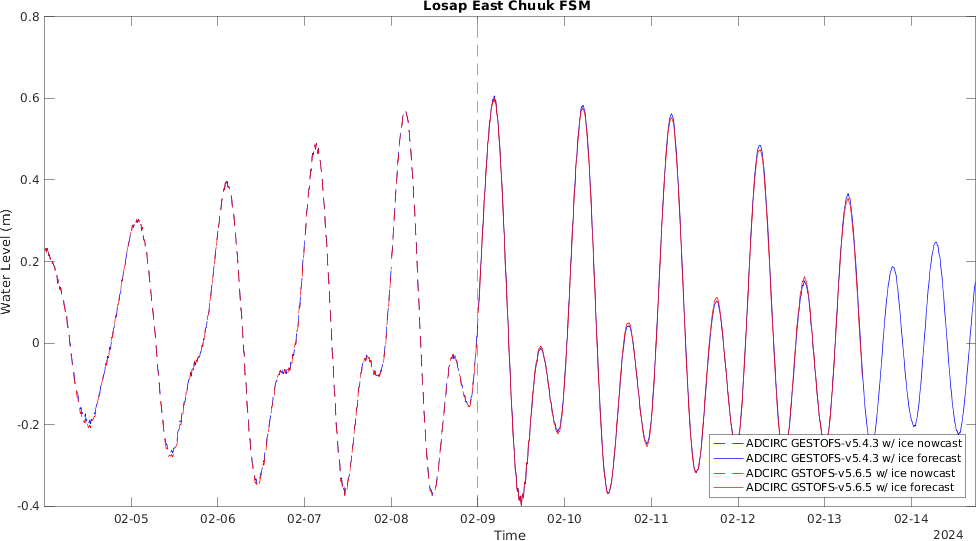 Losap East Chuuk FSM
0.8
0.6
0.4
0.2
0
-0.2
-0.4
Water Level (m)
ADCIRC GESTOFS-v5.4.3 w/ ice nowcast
ADCIRC GESTOFS-v5.4.3 w/ ice forecast
ADCIRC GSTOFS-v5.6.5 w/ ice nowcast
ADCIRC GSTOFS-v5.6.5 w/ ice forecast
02-05 02-06 02-07 02-08 02-09 02-10 02-11 02-12 02-13 02-14
Time 2024